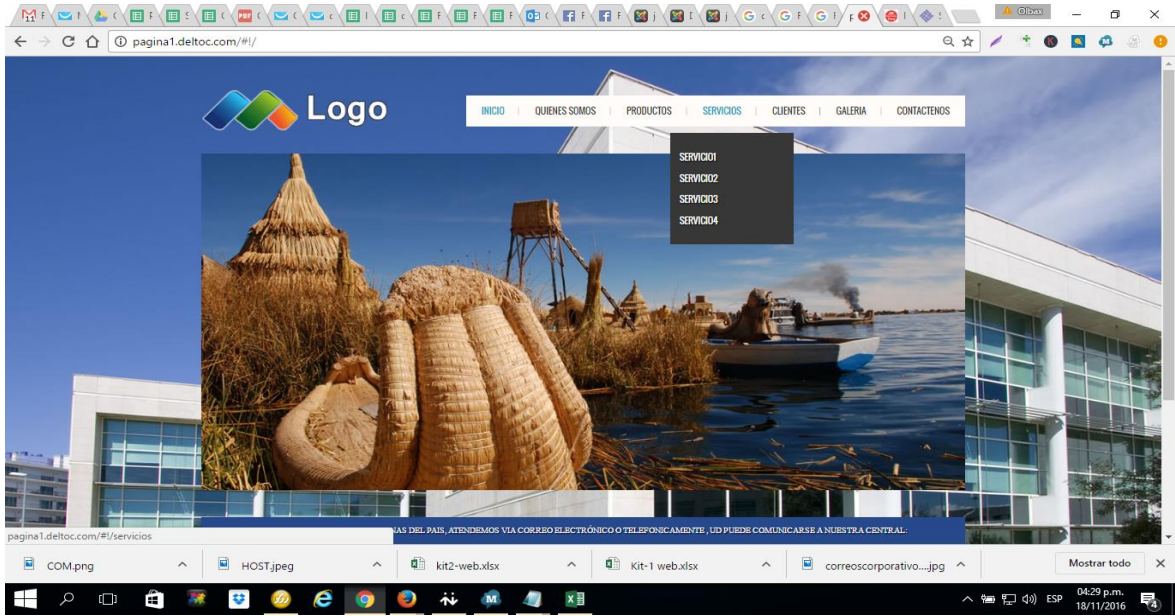 Olbax
pagina1.deltoc.com/#!/
Logo
INICIO
QUIENES SOMOS
PRODUCTOS
SERVICIOS
CLIENTES
GALERIA
CONTACTENOS
SERVICIO1
SERVICIO2
SERVICIO3
SERVICIO4
NAS DEL PAIS, ATENDEMOS VIA CORREO ELECTRÓNICO O TELEFONICAMENTE , UD PUEDE COMUNICARSE A NUESTRA CENTRAL:
pagina1.deltoc.com/#!/servicios
COM.png
HOST.jpeg
kit2-web.xlsx
Kit-1 web.xlsx
correoscorporativo....jpg
Mostrar todo
ESP
04:29 p.m.
18/11/2016